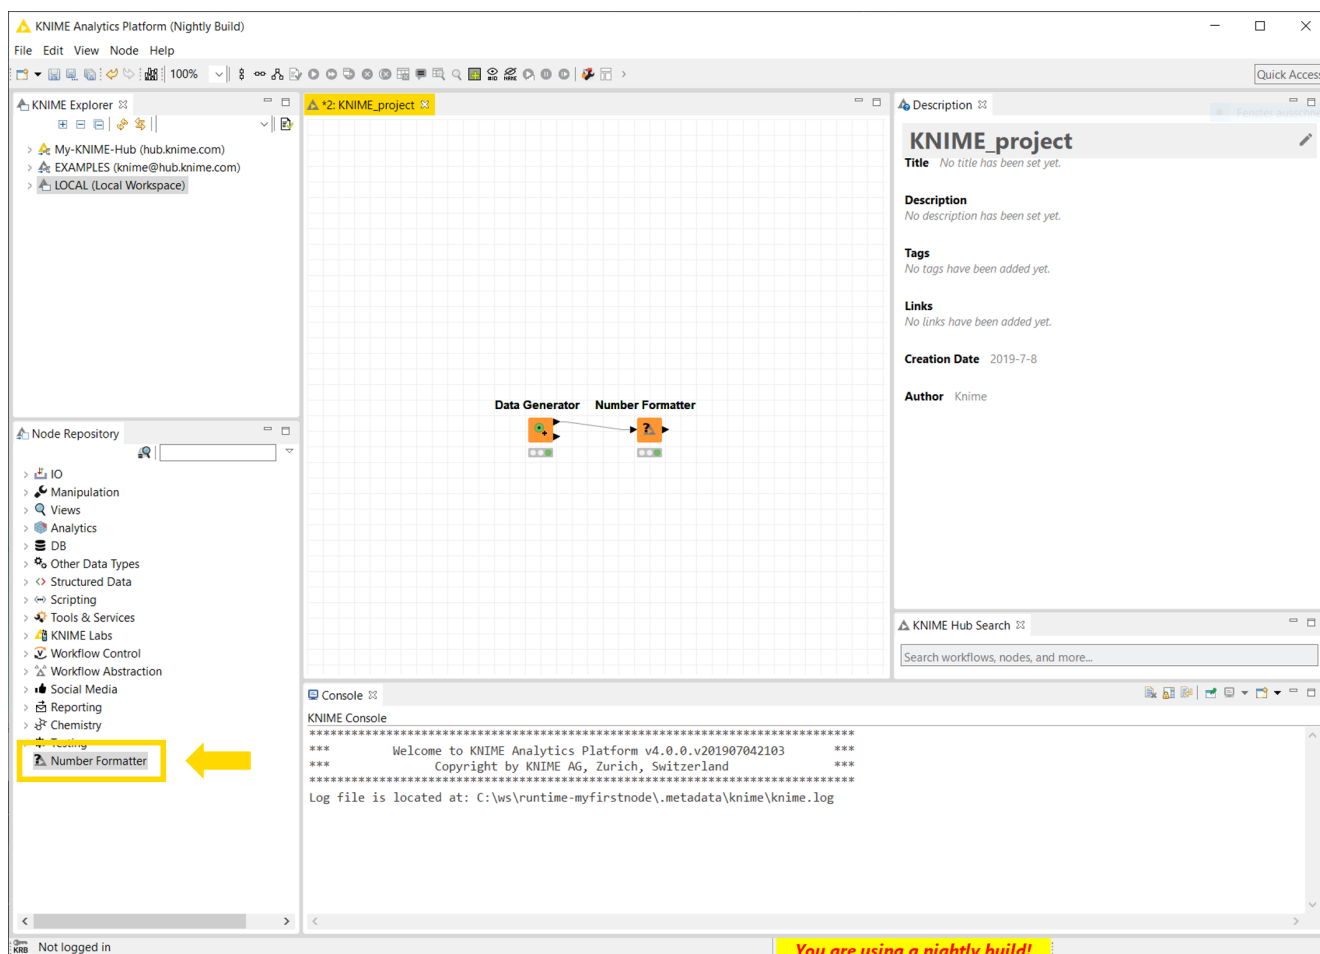 KNIME Analytics Platform (Nightly Build)
File Edit View Node Help
100%
Quick Access
KNIME Explorer
*2: KNIME_project
Description
My-KNIME-Hub (hub.knime.com)
EXAMPLES (knime@hub.knime.com)
LOCAL (Local Workspace)
KNIME_project
Title No title has been set yet.
Description
No description has been set yet.
Tags
No tags have been added yet.
Links
No links have been added yet.
Creation Date 2019-7-8
Author Knime
Data Generator Number Formatter
Node Repository
IO
Manipulation
Views
Analytics
DB
Other Data Types
Structured Data
Scripting
Tools & Services
KNIME Labs
Workflow Control
Workflow Abstraction
Social Media
Reporting
Chemistry
Testing
Number Formatter
KNIME Hub Search
Search workflows, nodes, and more...
Console
KNIME Console
******************************************************************************
*** Welcome to KNIME Analytics Platform v4.0.0.v201907042103 ***
*** Copyright by KNIME AG, Zurich, Switzerland ***
******************************************************************************
Log file is located at: C:\ws\runtime-myfirstnode\.metadata\knime\knime.log
KRB Not logged in
You are using a nightly build!